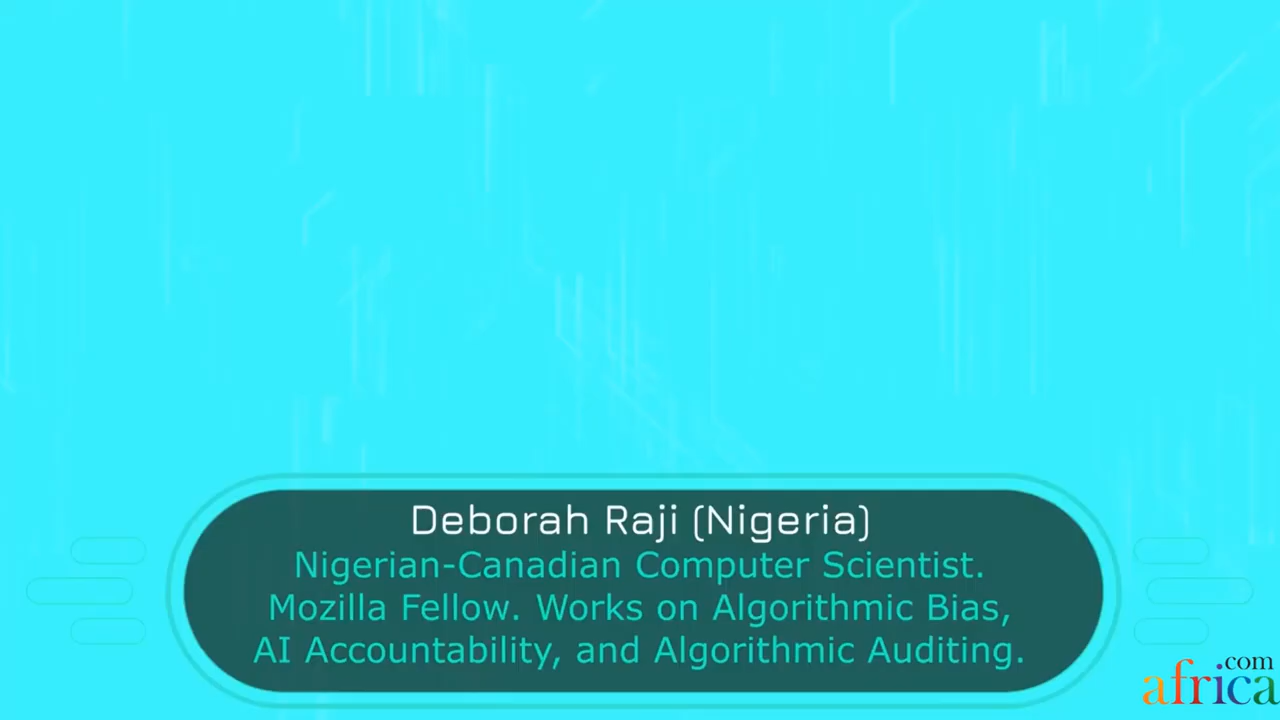 Deborah Raji (Nigeria)
Nigerian-Canadian Computer Scientist.
Mozilla Fellow. Works on Algorithmic Bias,
AI Accountability, and Algorithmic Auditing.
.com
africa